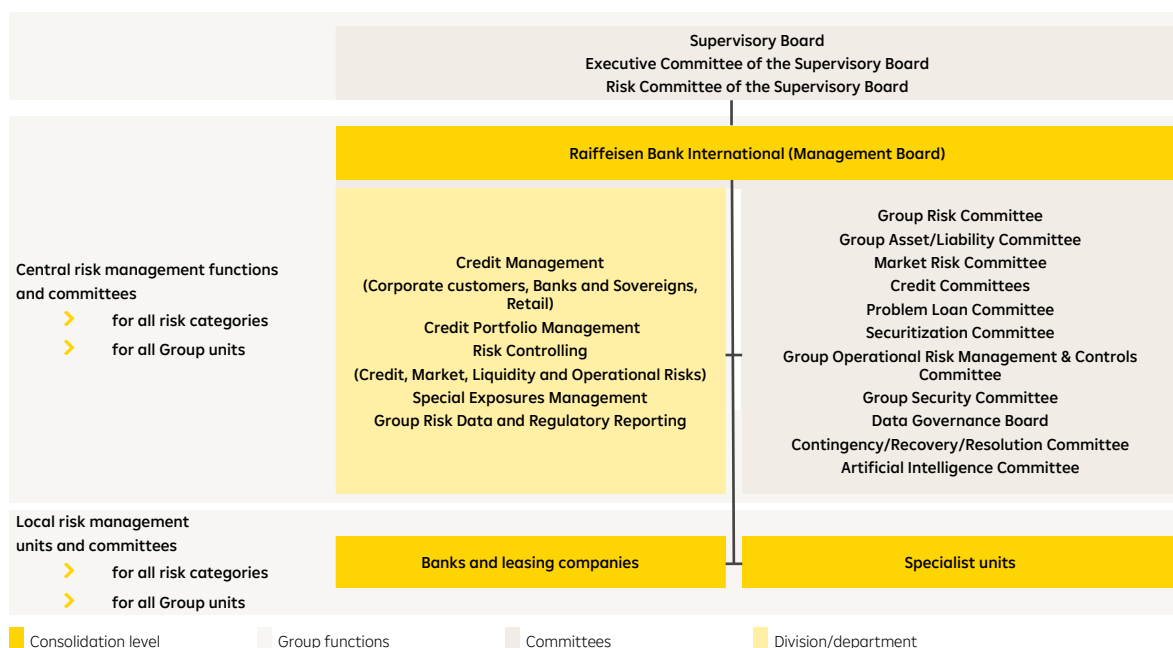 Supervisory Board
Executive Committee of the Supervisory Board
Risk Committee of the Supervisory Board
Raiffeisen Bank International (Management Board)
Central risk management functions
and committees
for all risk categories
for all Group units
Credit Management
(Corporate customers, Banks and Sovereigns,
Retail)
Credit Portfolio Management
Risk Controlling
(Credit, Market, Liquidity and Operational Risks)
Special Exposures Management
Group Risk Data and Regulatory Reporting
Group Risk Committee
Group Asset/Liability Committee
Market Risk Committee
Credit Committees
Problem Loan Committee
Securitization Committee
Group Operational Risk Management & Controls
Committee
Group Security Committee
Data Governance Board
Contingency/Recovery/Resolution Committee
Artificial Intelligence Committee
Local risk management
units and committees
for all risk categories
for all Group units
Banks and leasing companies
Specialist units
Consolidation level
Group functions
Committees
Division/department